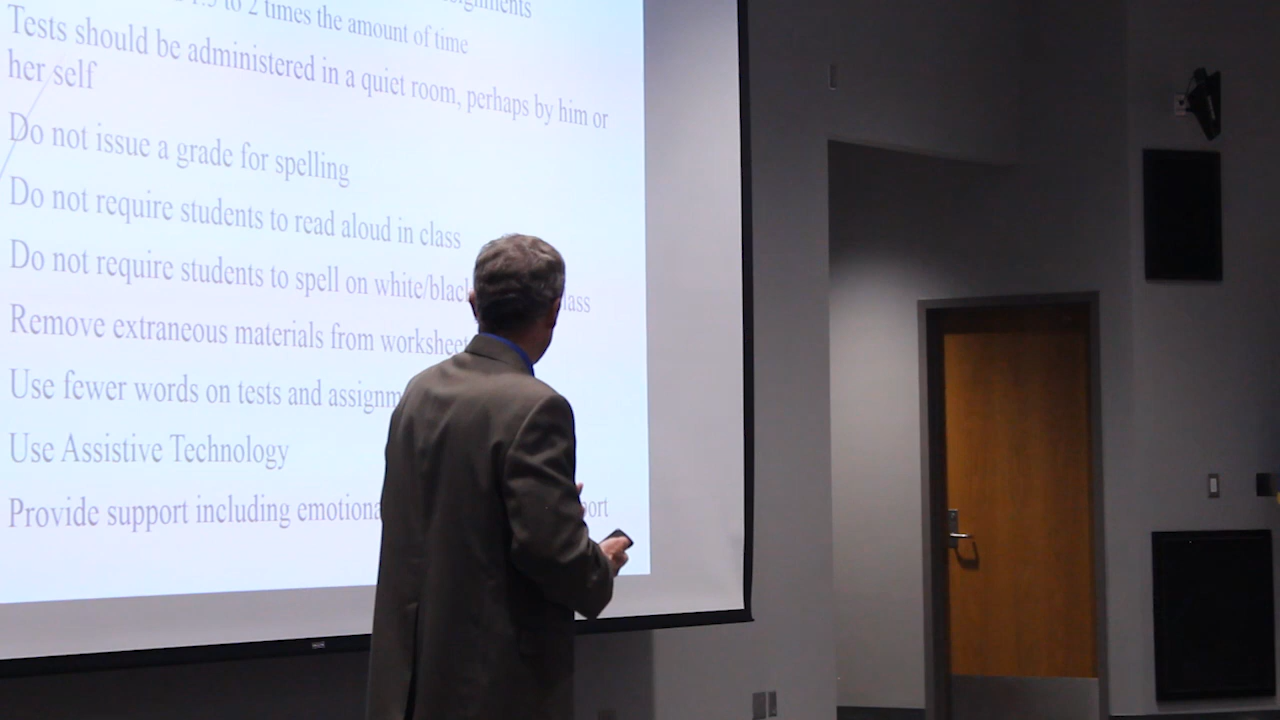 1.5 to 2 times the amount of time
Tests should be administered in a quiet room, perhaps by him or
her self
Do not issue a grade for spelling
Do not require students to read aloud in class
Do not require students to spell on white/black
Remove extraneous materials from worksheet
Use fewer words on tests and
Use Assistive Technology
Provide support including